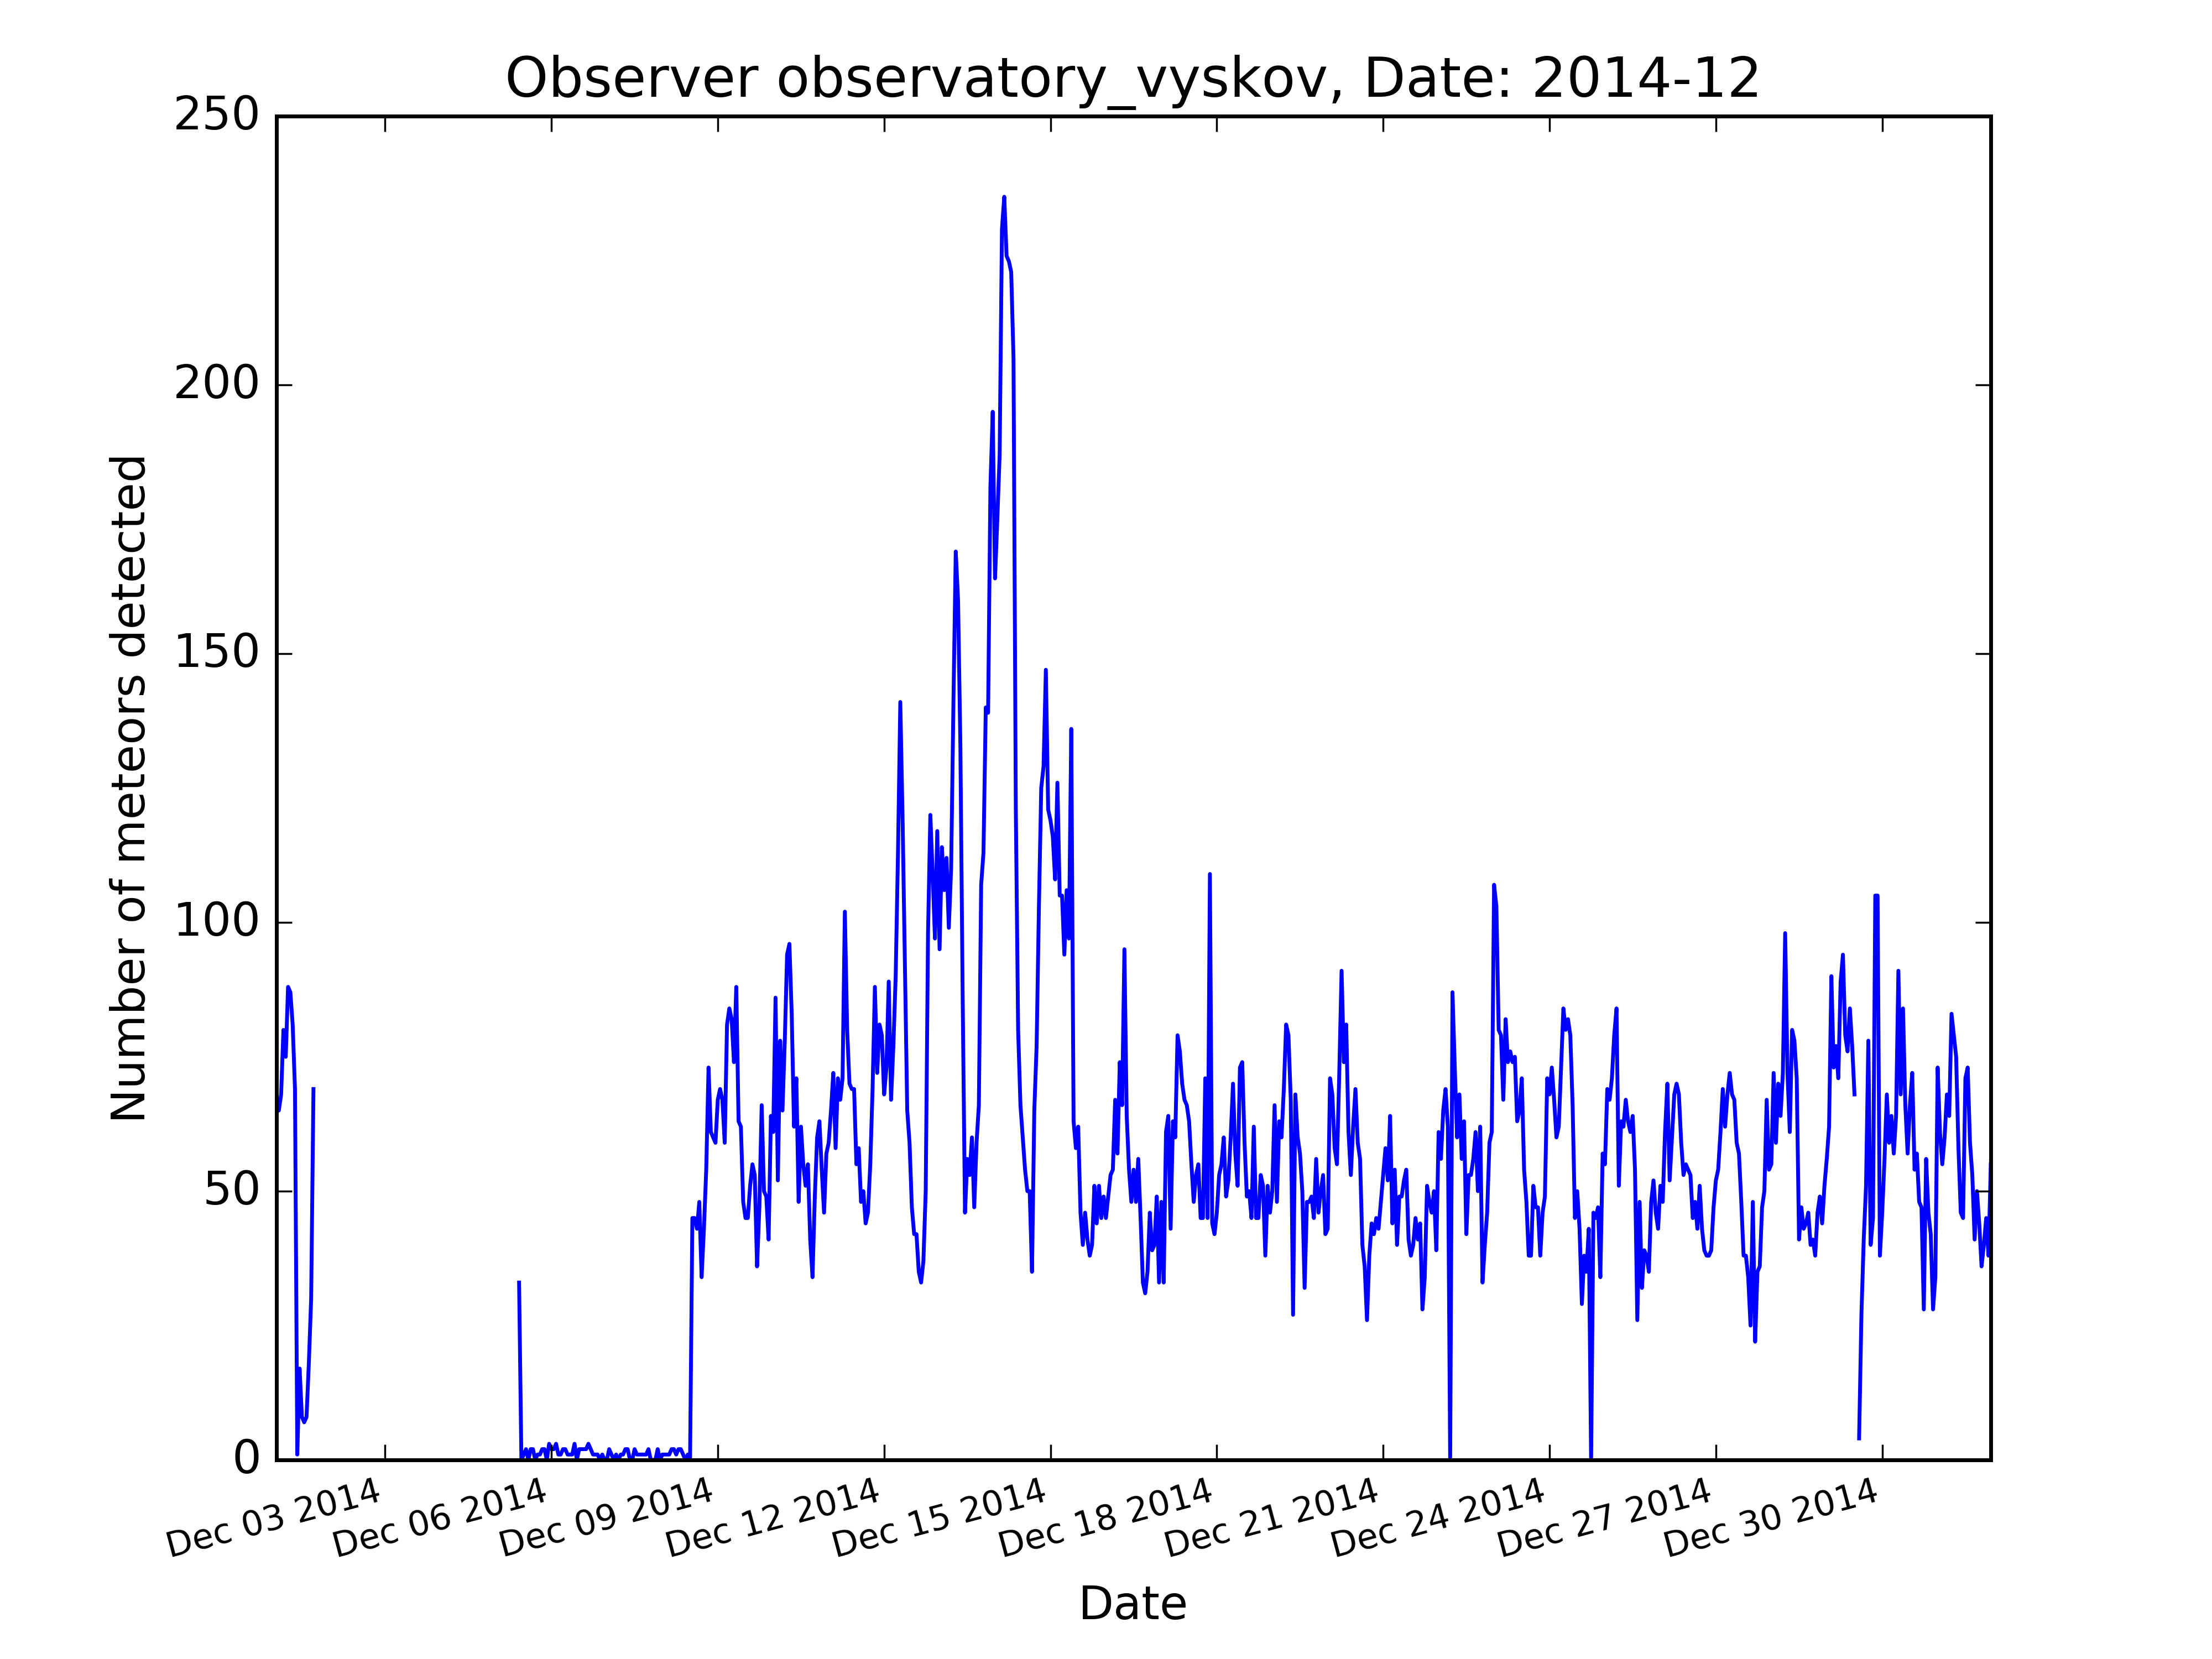 Observer observatory_vyskov, Date: 2014-12
250
200
150
100
50
0
Number of meteors detected
Dec 03 2014
Dec 06 2014
Dec 09 2014
Dec 12 2014
Dec 15 2014
Dec 18 2014
Dec 21 2014
Dec 24 2014
Dec 27 2014
Dec 30 2014
Date